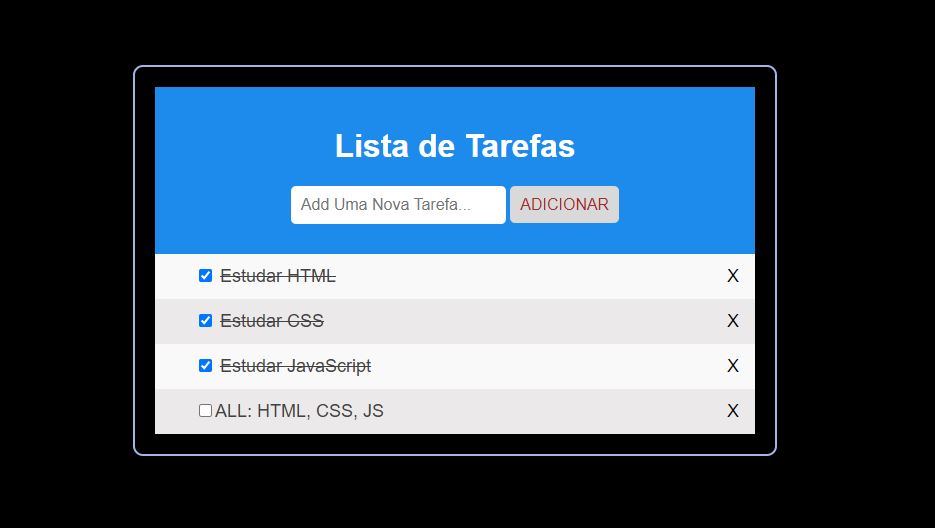 Lista de Tarefas
Add Uma Nova Tarefa... ADICIONAR
Estudar HTML X
Estudar CSS X
Estudar JavaScript X
ALL: HTML, CSS, JS X